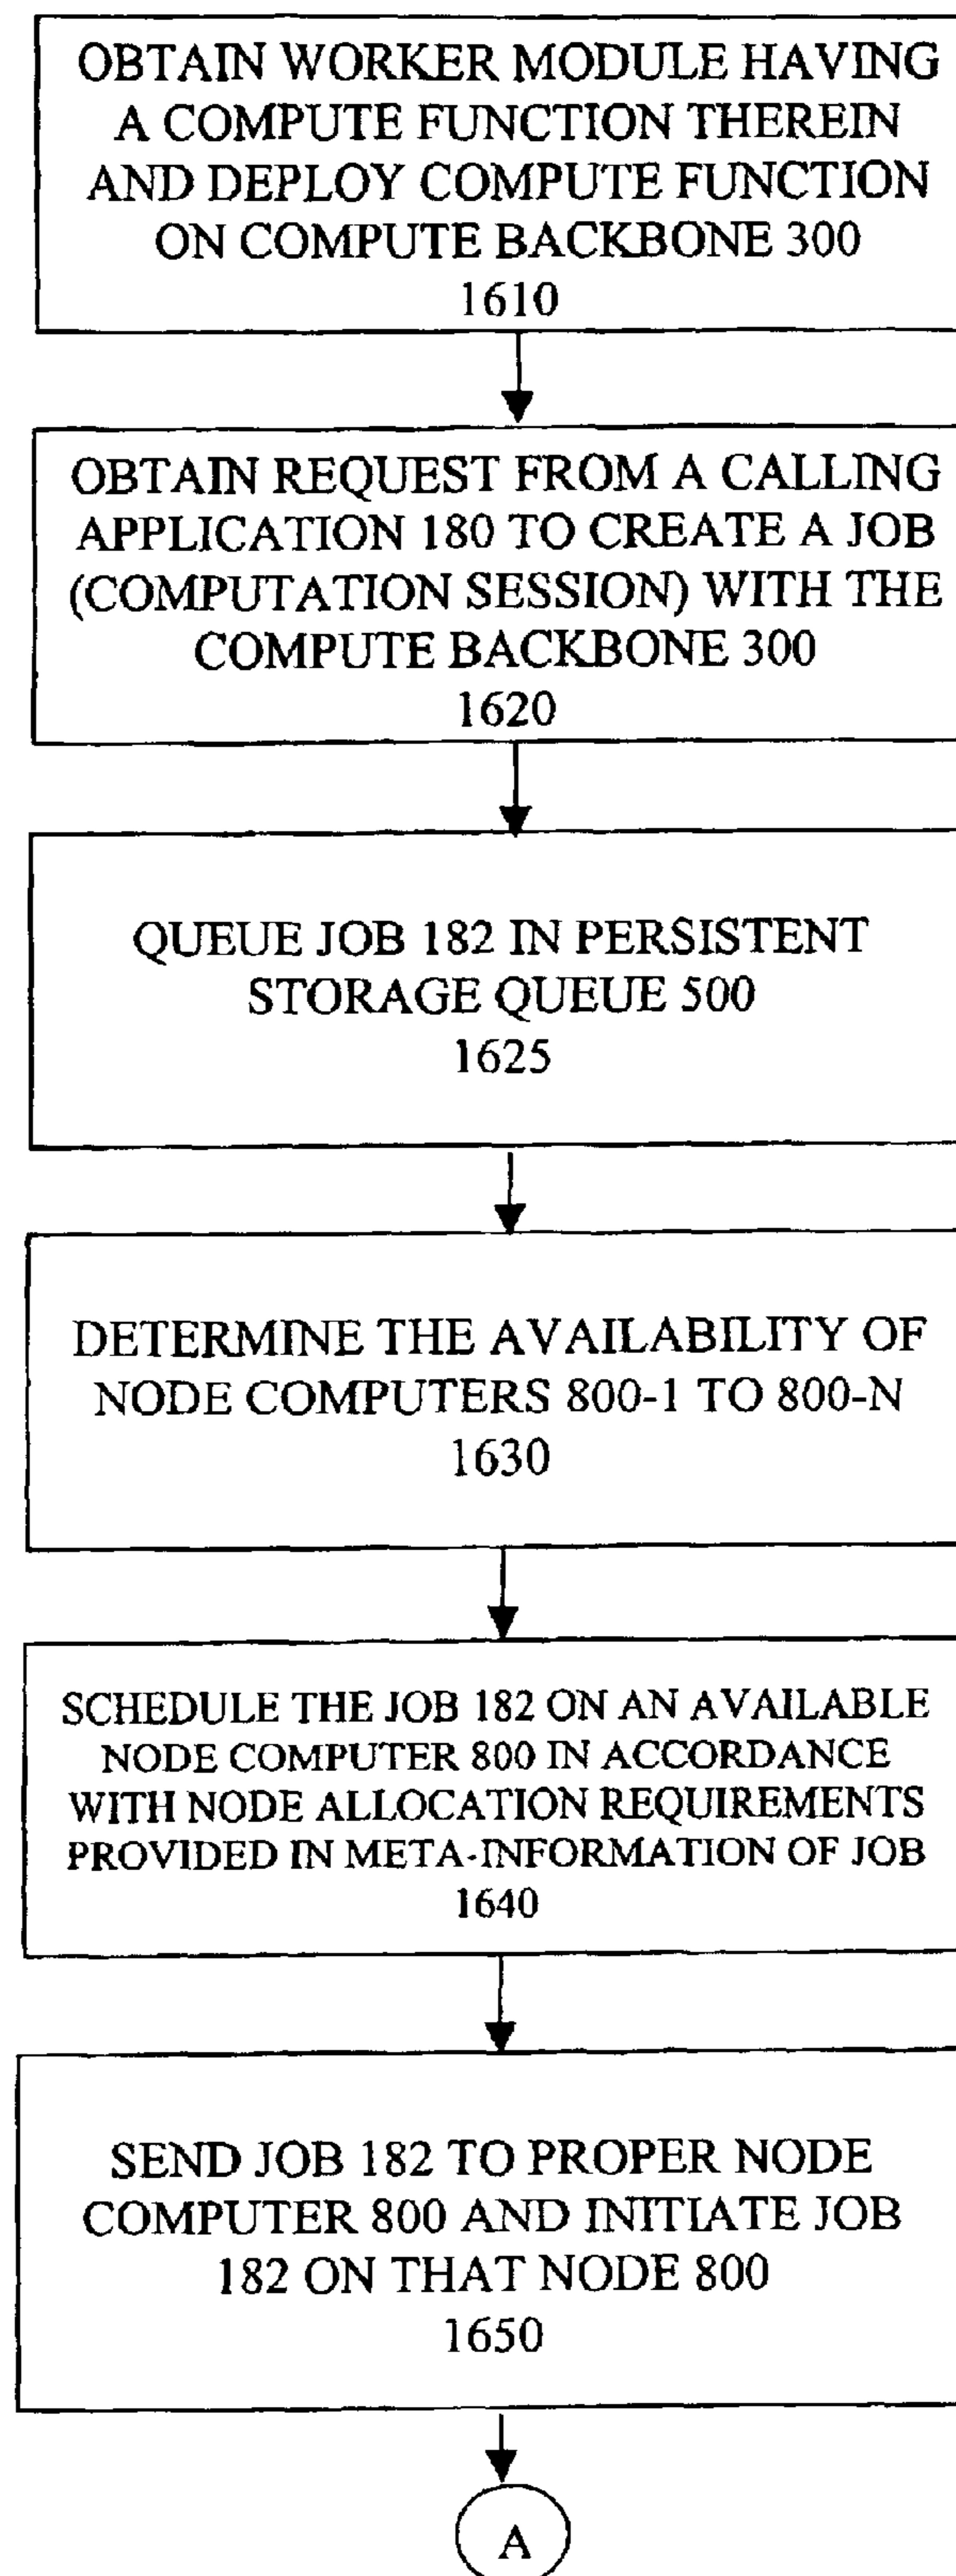 OBTAIN WORKER MODULE HAVING
A COMPUTE FUNCTION THEREIN
AND DEPLOY COMPUTE FUNCTION
ON COMPUTE BACKBONE 300
1610
OBTAIN REQUEST FROM A CALLING
APPLICATION 180 TO CREATE A JOB
(COMPUTATION SESSION) WITH THE
COMPUTE BACKBONE 300
1620
QUEUE JOB 182 IN PERSISTENT
STORAGE QUEUE 500
1625
DETERMINE THE AVAILABILITY OF
NODE COMPUTERS 800-1 TO 800-N
1630
SCHEDULE THE JOB 182 ON AN AVAILABLE
NODE COMPUTER 800 IN ACCORDANCE
WITH NODE ALLOCATION REQUIREMENTS
PROVIDED IN META-INFORMATION OF JOB
1640
SEND JOB 182 TO PROPER NODE
COMPUTER 800 AND INITIATE JOB
182 ON THAT NODE 800
1650
A